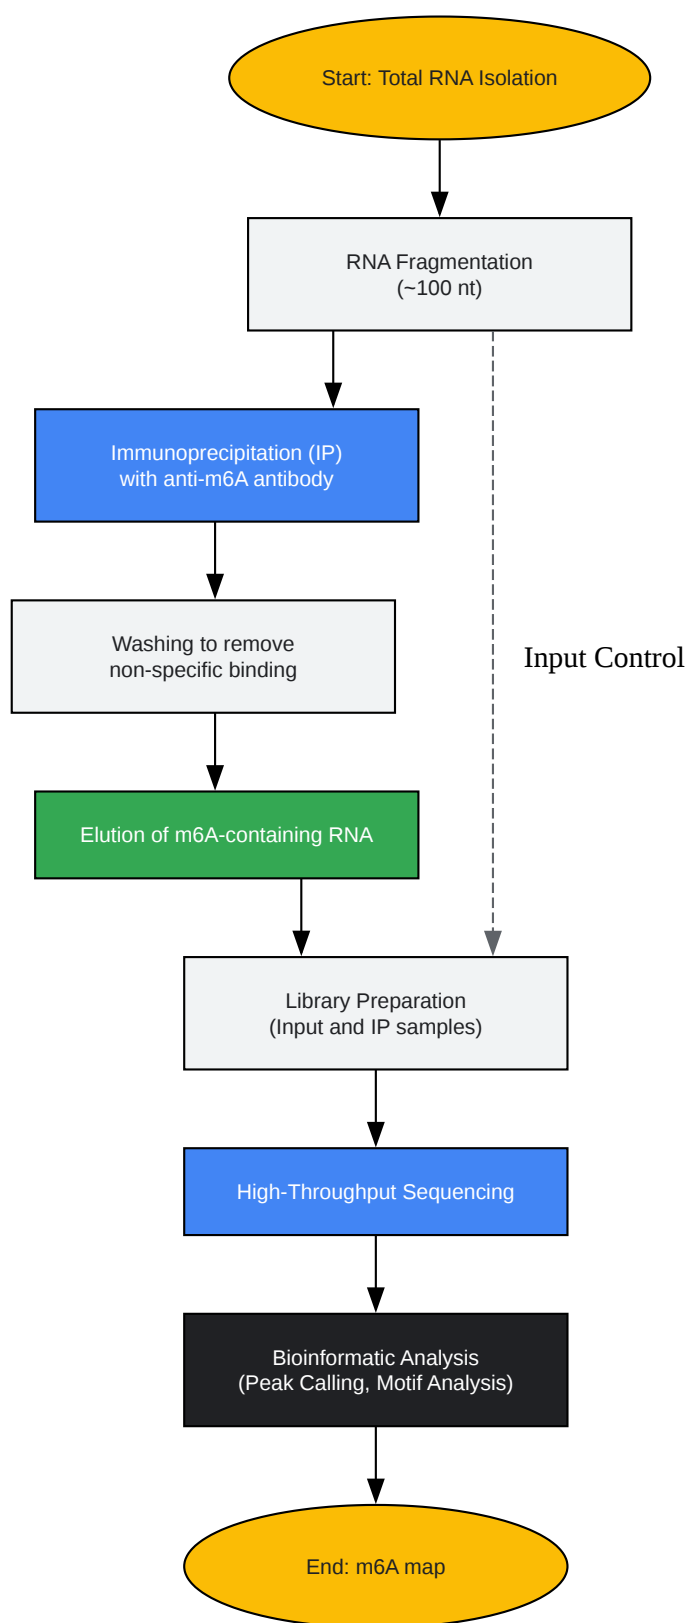 Start: Total RNA Isolation
RNA Fragmentation
(~100 nt)
Immunoprecipitation (IP)
with anti-m6A antibody
Washing to remove
non-specific binding
Input Control
Elution of m6A-containing RNA
Library Preparation
(Input and IP samples)
High-Throughput Sequencing
Bioinformatic Analysis
(Peak Calling, Motif Analysis)
End: m6A map